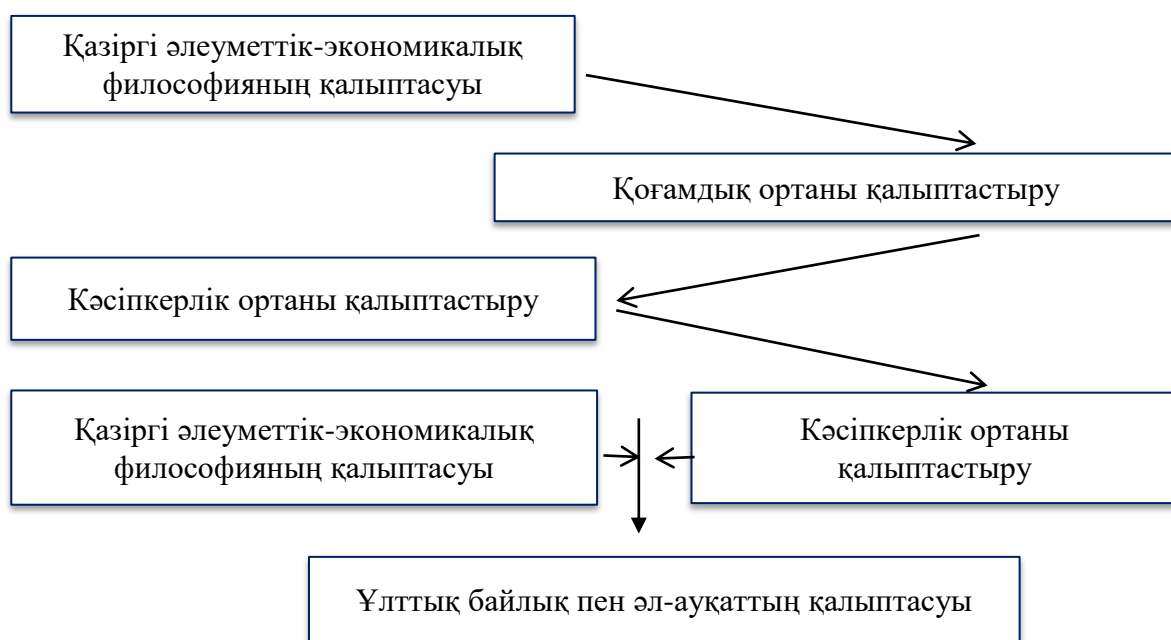 Қазіргі әлеуметтік-экономикалық
философияның қалыптасуы
Қоғамдық ортаны қалыптастыру
Кәсіпкерлік ортаны қалыптастыру
Қазіргі әлеуметтік-экономикалық
философияның қалыптасуы
Кәсіпкерлік ортаны
қалыптастыру
Ұлттық байлық пен әл-ауқаттың қалыптасуы